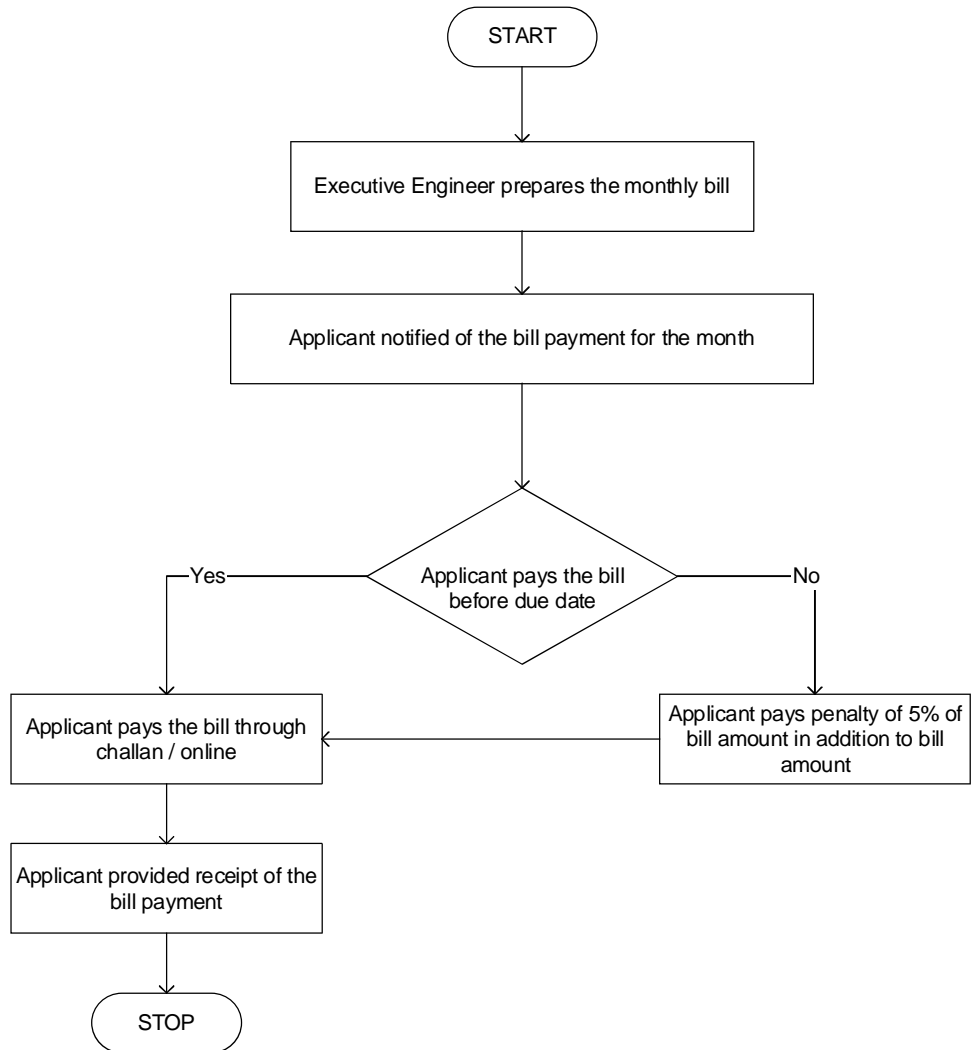 START
Executive Engineer prepares the monthly bill
Applicant notified of the bill payment for the month
Applicant pays the bill
before due date
Yes
No
Applicant pays the bill through
challan / online
Applicant pays penalty of 5% of
bill amount in addition to bill
amount
Applicant provided receipt of the
bill payment
STOP